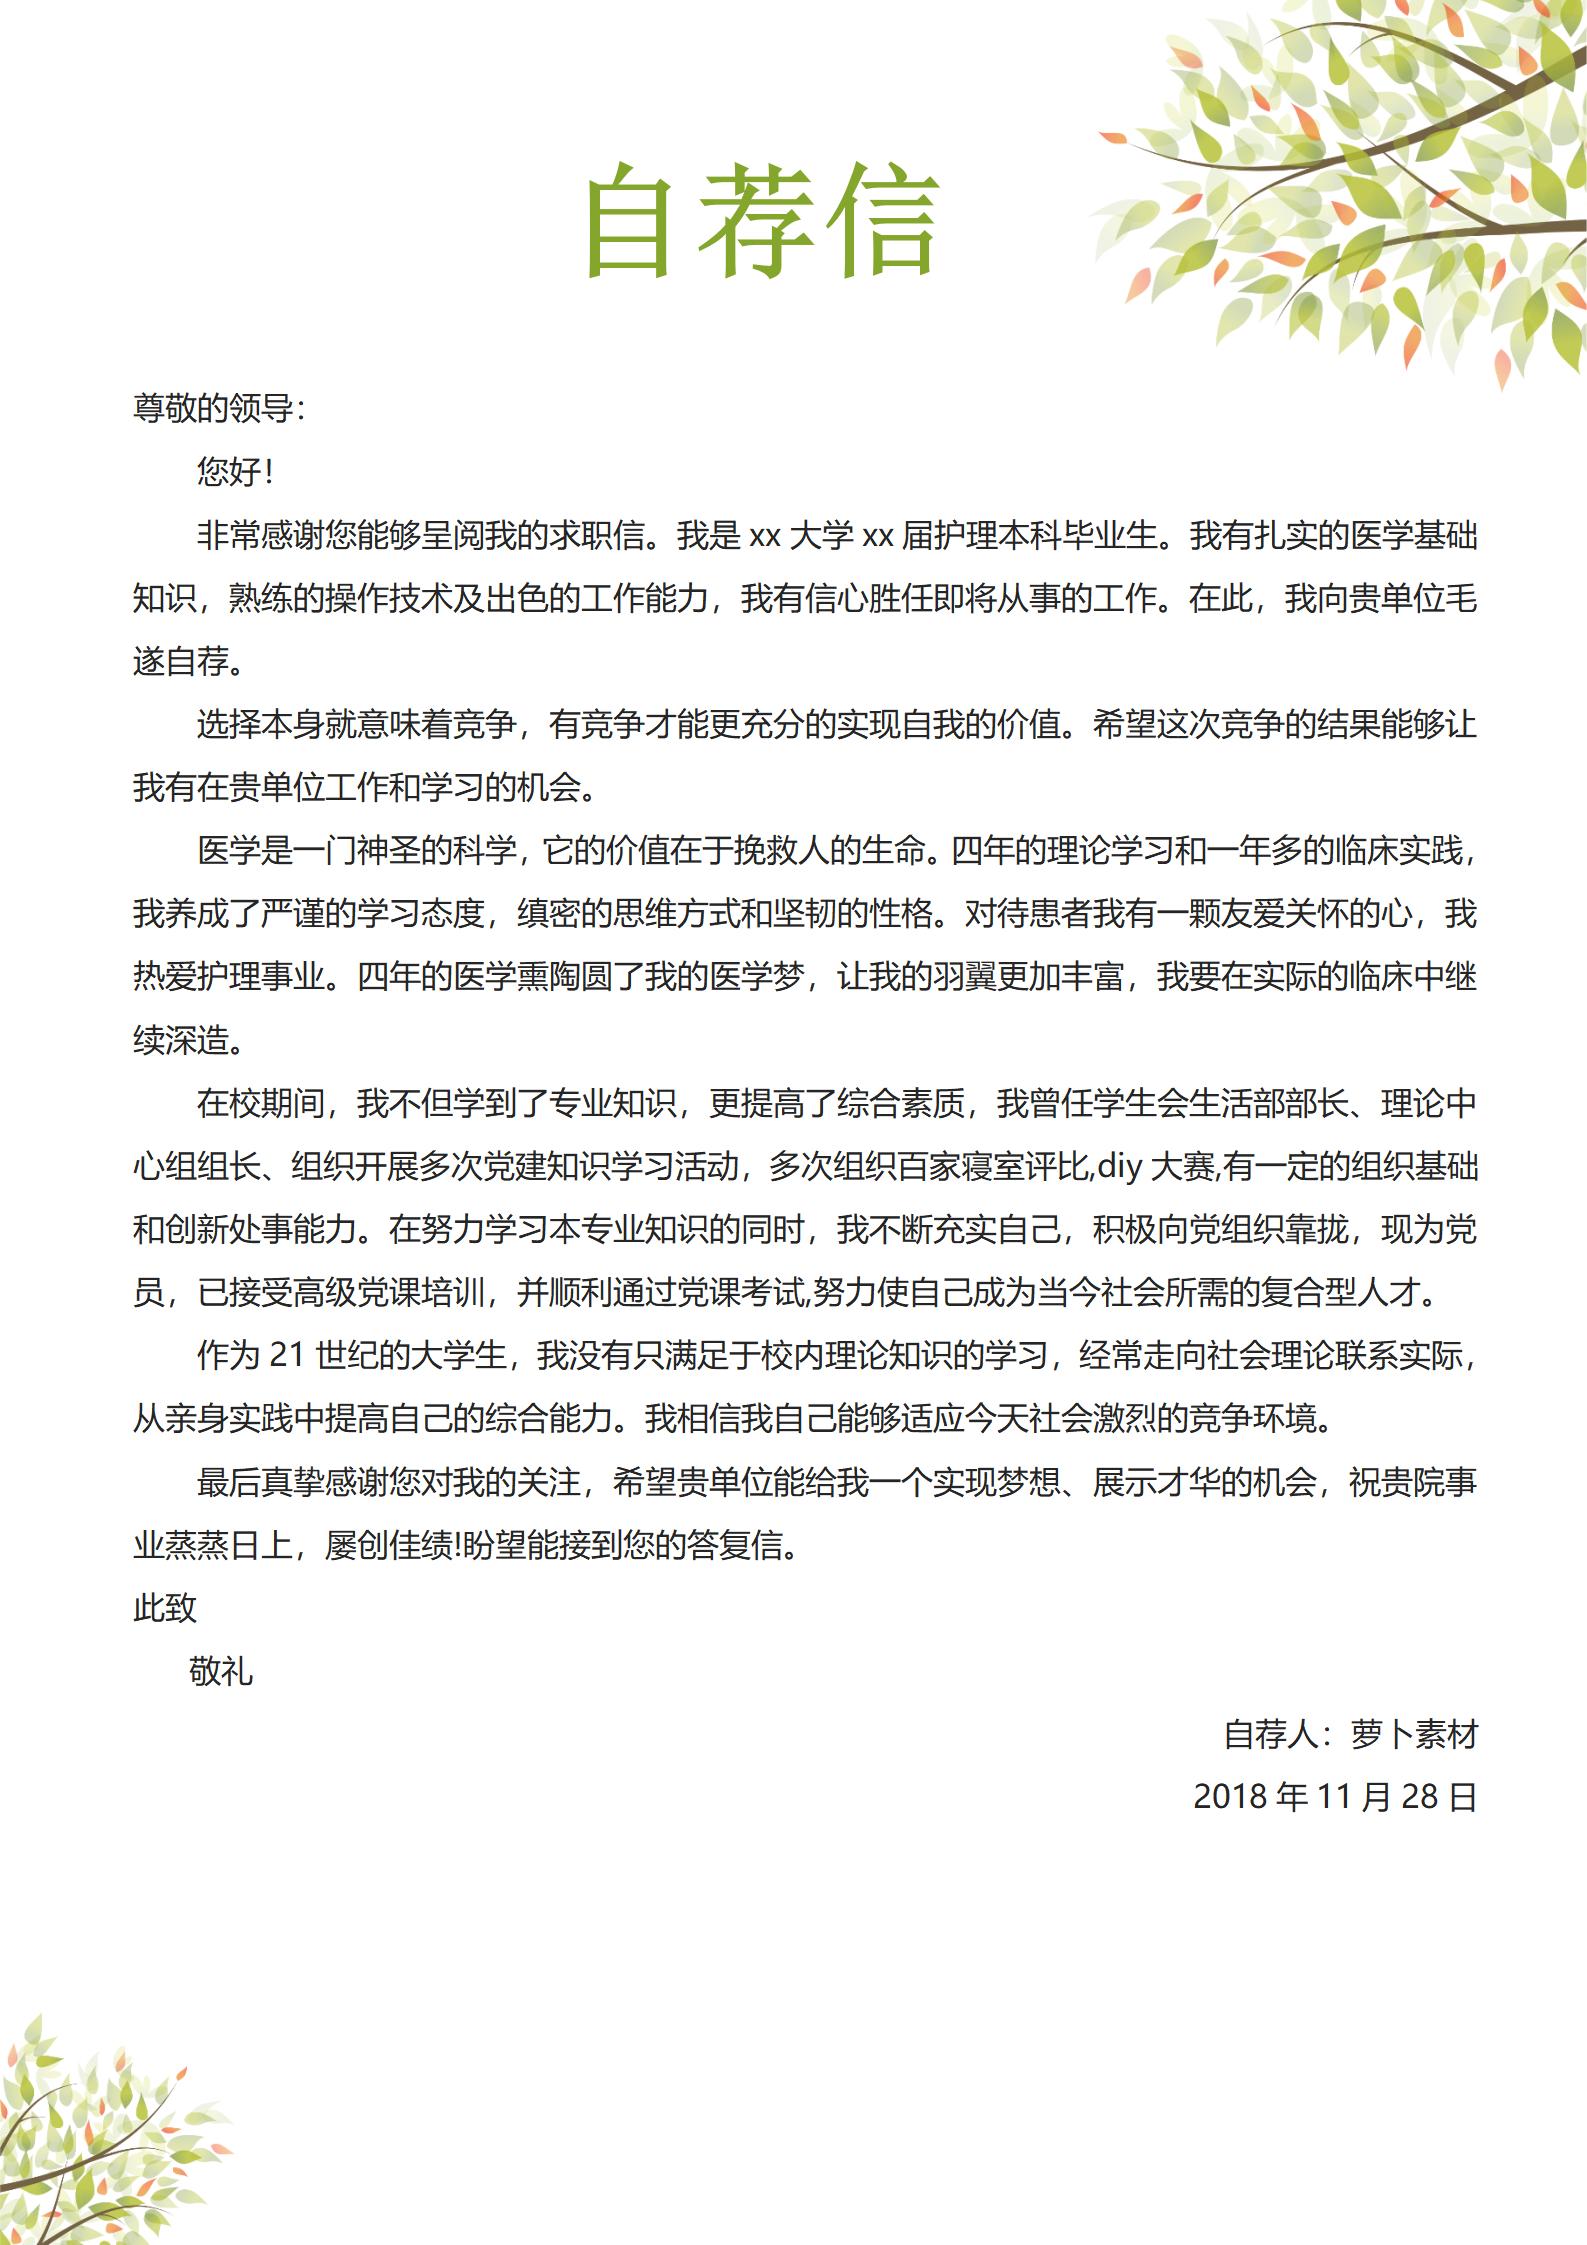 自荐信
尊敬的领导：
您好！
非常感谢您能够呈阅我的求职信。我是 xx 大学 xx 届护理本科毕业生。我有扎实的医学基础
知识，熟练的操作技术及出色的工作能力，我有信心胜任即将从事的工作。在此，我向贵单位毛
遂自荐。
选择本身就意味着竞争，有竞争才能更充分的实现自我的价值。希望这次竞争的结果能够让
我有在贵单位工作和学习的机会。
医学是一门神圣的科学，它的价值在于挽救人的生命。四年的理论学习和一年多的临床实践，
我养成了严谨的学习态度，缜密的思维方式和坚韧的性格。对待患者我有一颗友爱关怀的心，我
热爱护理事业。四年的医学熏陶圆了我的医学梦，让我的羽翼更加丰富，我要在实际的临床中继
续深造。
在校期间，我不但学到了专业知识，更提高了综合素质，我曾任学生会生活部部长、理论中
心组组长、组织开展多次党建知识学习活动，多次组织百家寝室评比,diy 大赛,有一定的组织基础
和创新处事能力。在努力学习本专业知识的同时，我不断充实自己，积极向党组织靠拢，现为党
员，已接受高级党课培训，并顺利通过党课考试,努力使自己成为当今社会所需的复合型人才。
作为 21 世纪的大学生，我没有只满足于校内理论知识的学习，经常走向社会理论联系实际，
从亲身实践中提高自己的综合能力。我相信我自己能够适应今天社会激烈的竞争环境。
最后真挚感谢您对我的关注，希望贵单位能给我一个实现梦想、展示才华的机会，祝贵院事
业蒸蒸日上，屡创佳绩!盼望能接到您的答复信。
此致
敬礼
自荐人：萝卜素材
2018 年 11 月 28 日